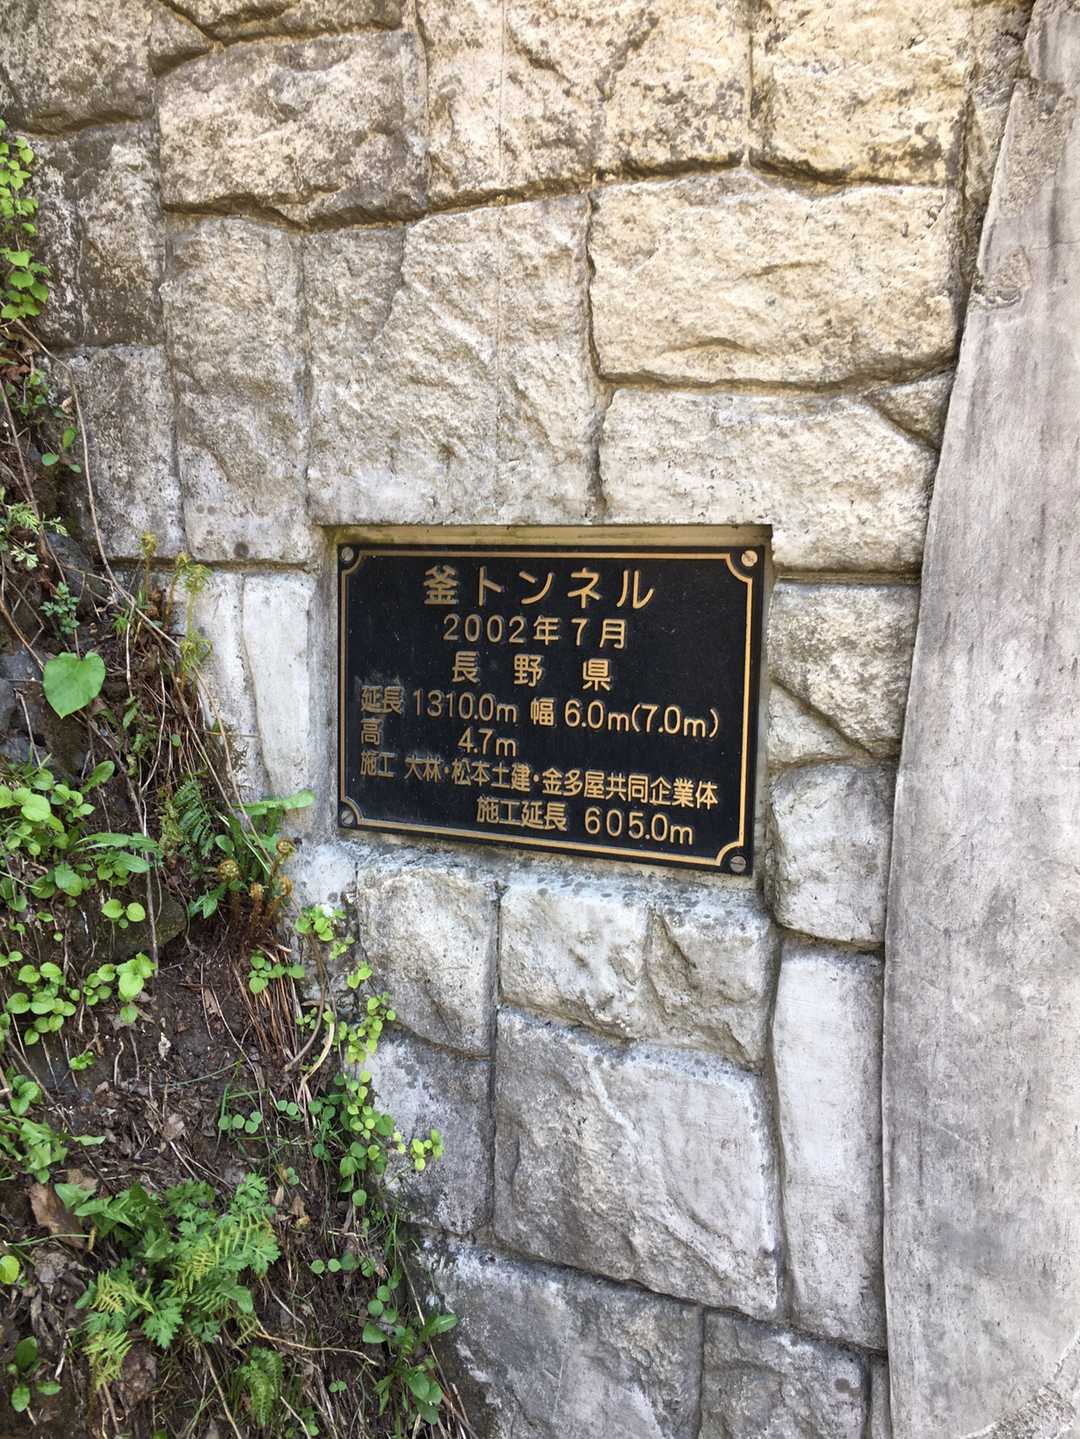 釜トンネル
2002年7月
長野県
延長 1310.0m 幅 6.0m(7.0m)
高 4.7m
施工 大林・松本土建・金多屋共同企業体
施工延長 605.0m